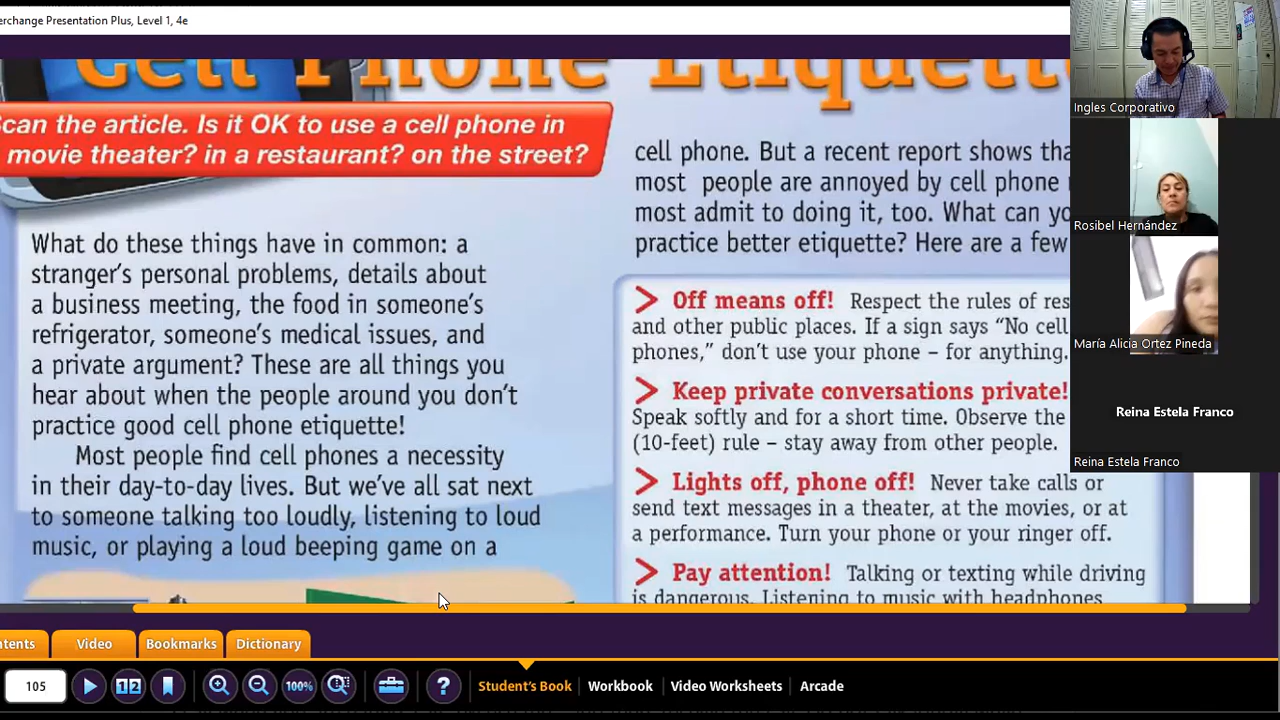 erchange Presentation Plus, Level 1, 4e
Cell Phone Etiquett
Scan the article. Is it OK to use a cell phone in
movie theater? in a restaurant? on the street?
What do these things have in common: a
stranger's personal problems, details about
a business meeting, the food in someone's
refrigerator, someone's medical issues, and
a private argument? These are all things you
hear about when the people around you don't
practice good cell phone etiquette!
Most people find cell phones a necessity
in their day-to-day lives. But we've all sat next
to someone talking too loudly, listening to loud
music, or playing a loud beeping game on a
cell phone. But a recent report shows tha
most people are annoyed by cell phone
most admit to doing it, too. What can yo
practice better etiquette? Here are a few
> Off means off! Respect the rules of res
and other public places. If a sign says “No cell
phones,” don't use your phone – for anything.
> Keep private conversations private!
Speak softly and for a short time. Observe the
(10-feet) rule – stay away from other people.
> Lights off, phone off! Never take calls or
send text messages in a theater, at the movies, or at
a performance. Turn your phone or your ringer off.
> Pay attention! Talking or texting while driving
is dangerous. Listening to music with headphones
Ingles Corporativo
Rosibel Hernández
María Alicia Ortez Pineda
Reina Estela Franco
Reina Estela Franco
ntents
Video
Bookmarks
Dictionary
105
12
100%
?
Student's Book
Workbook
Video Worksheets
Arcade